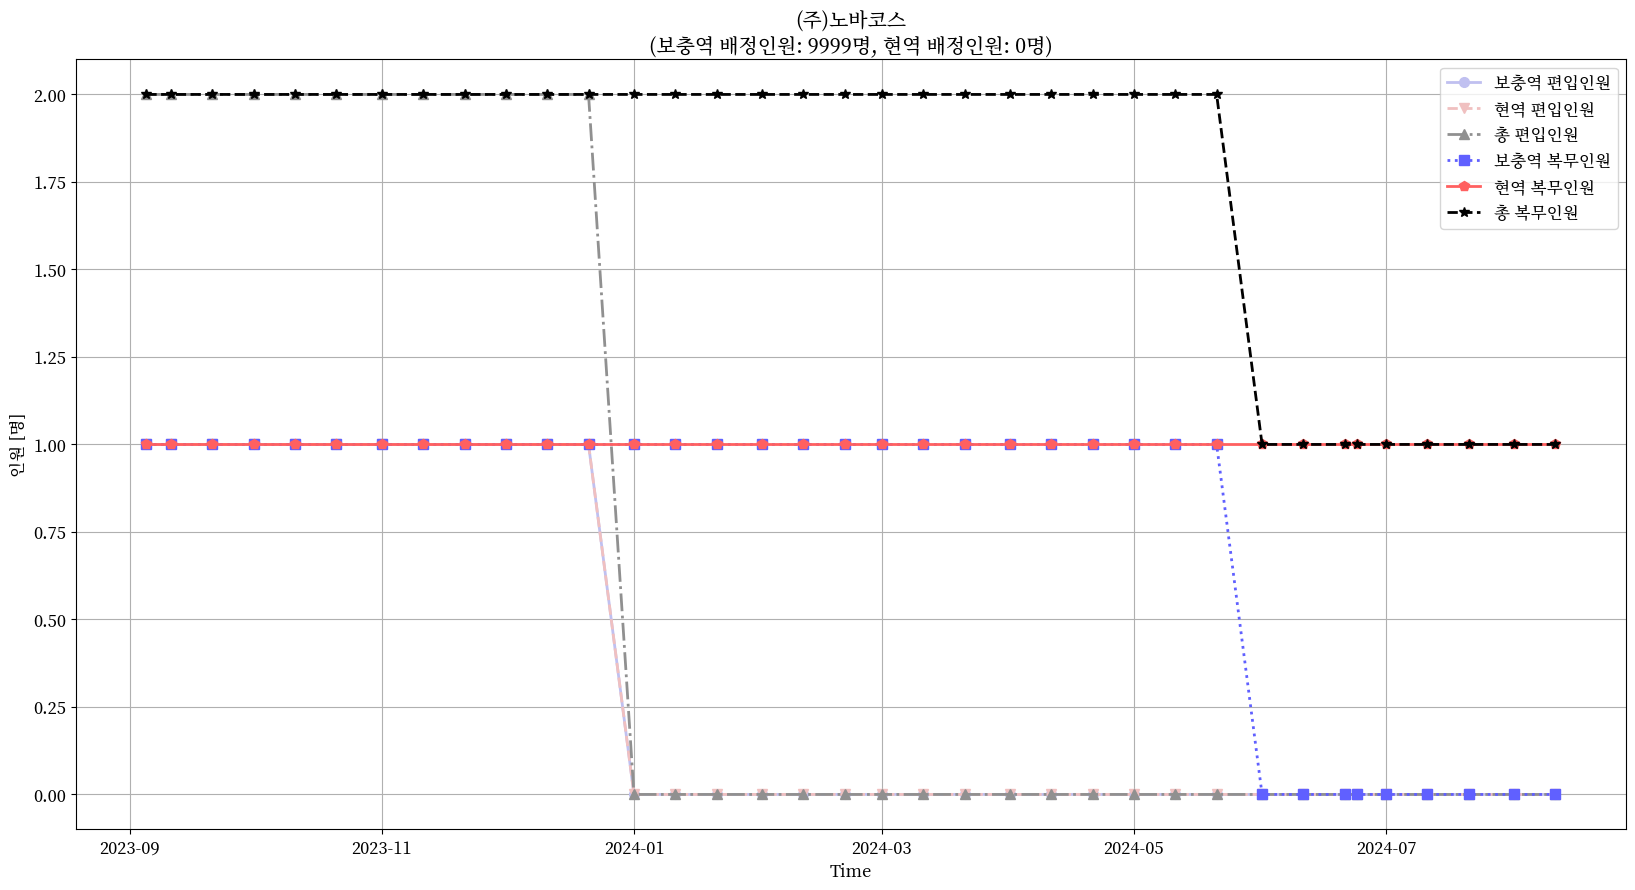 (주)노바코스
(보충역 배정인원: 9999명, 현역 배정인원: 0명)
보충역 편입인원
현역 편입인원
총 편입인원
보충역 복무인원
현역 복무인원
총 복무인원
인원 [명]
2.00
1.75
1.50
1.25
1.00
0.75
0.50
0.25
0.00
2023-09
2023-11
2024-01
2024-03
2024-05
2024-07
Time